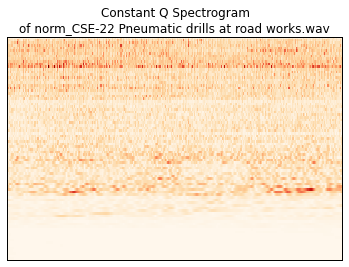 Constant Q Spectrogram
of norm_CSE-22 Pneumatic drills at road works.wav